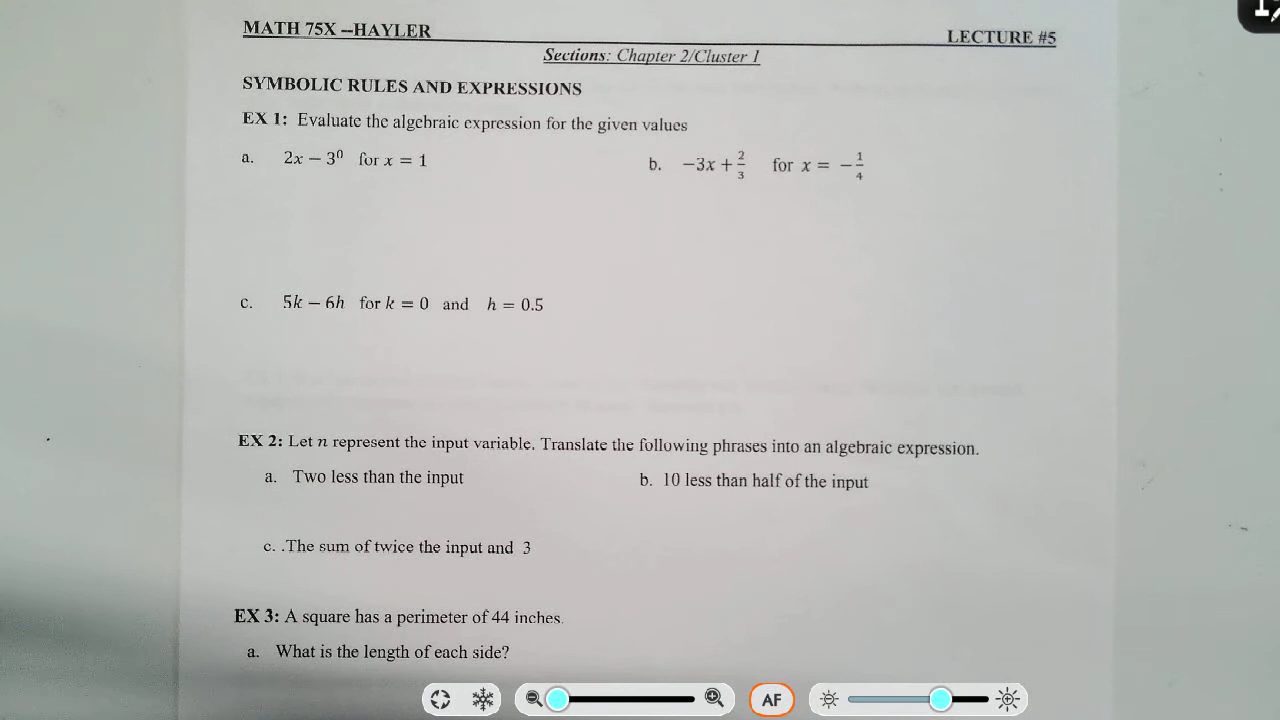 MATH 75X --HAYLER
LECTURE #5
Sections: Chapter 2/Cluster 1
SYMBOLIC RULES AND EXPRESSIONS
EX 1: Evaluate the algebraic expression for the given values
a. 2x − 3⁰ for x = 1
b. −3x + 2/3 for x = −1/4
c. 5k − 6h for k = 0 and h = 0.5
EX 2: Let n represent the input variable. Translate the following phrases into an algebraic expression.
a. Two less than the input
b. 10 less than half of the input
c. .The sum of twice the input and 3
EX 3: A square has a perimeter of 44 inches.
a. What is the length of each side?
AF